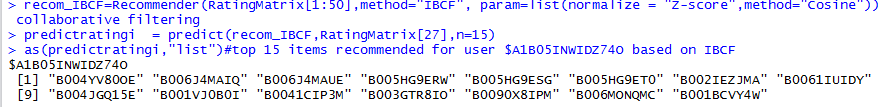 > recom_IBCF=Recommender(RatingMatrix[1:50],method="IBCF", param=list(normalize = "Z-score",method="Cosine"))
collaborative filtering
> predictratingi  = predict(recom_IBCF,RatingMatrix[27],n=15)
> as(predictratingi,"list")#top 15 items recommended for user $A1B05INWIDZ74O based on IBCF
$A1B05INWIDZ74O
[1] "B004YV80OE" "B006J4MAIQ" "B006J4MAUE" "B005HG9ERW" "B005HG9ESG" "B005HG9ET0" "B002IEZJMA" "B0061IUIDY"
[9] "B004JGQ15E" "B001VJ0B0I" "B0041CIP3M" "B003GTR8IO" "B0090X8IPM" "B006MONQMC" "B001BCVY4W"